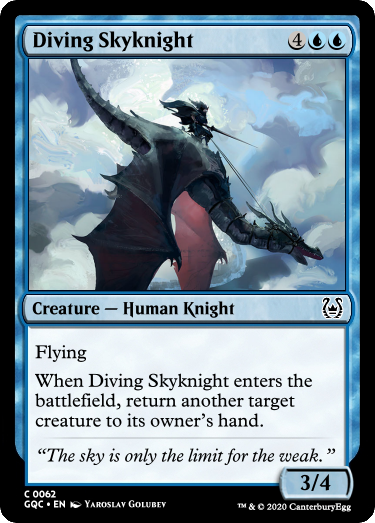 Diving Skyknight 4
Creature — Human Knight
Flying
When Diving Skyknight enters the
battlefield, return another target
creature to its owner's hand.
"The sky is only the limit for the weak."
3/4
C 0062
GQC • EN Yaroslav Golubev
™ & © 2020 CanterburyEgg